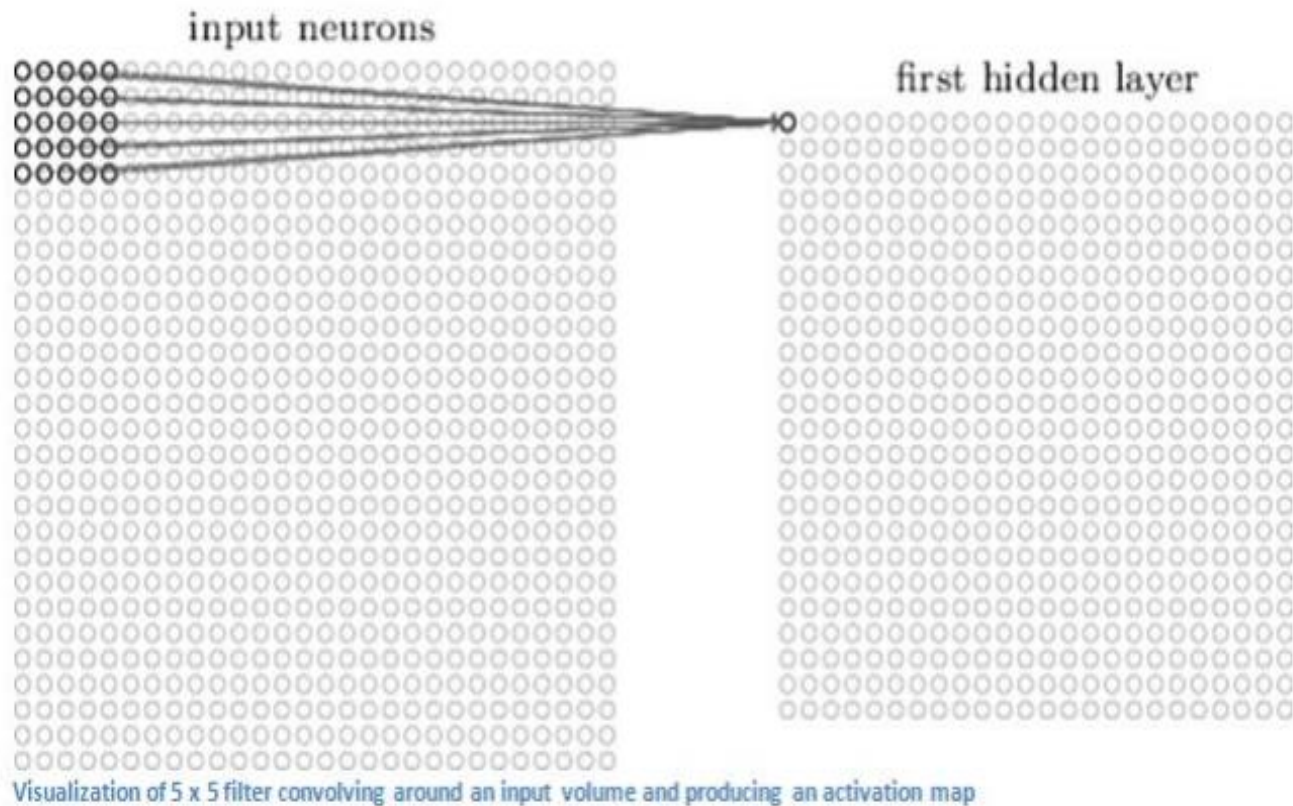 input neurons
first hidden layer
Visualization of 5 x 5 filter convolving around an input volume and producing an activation map